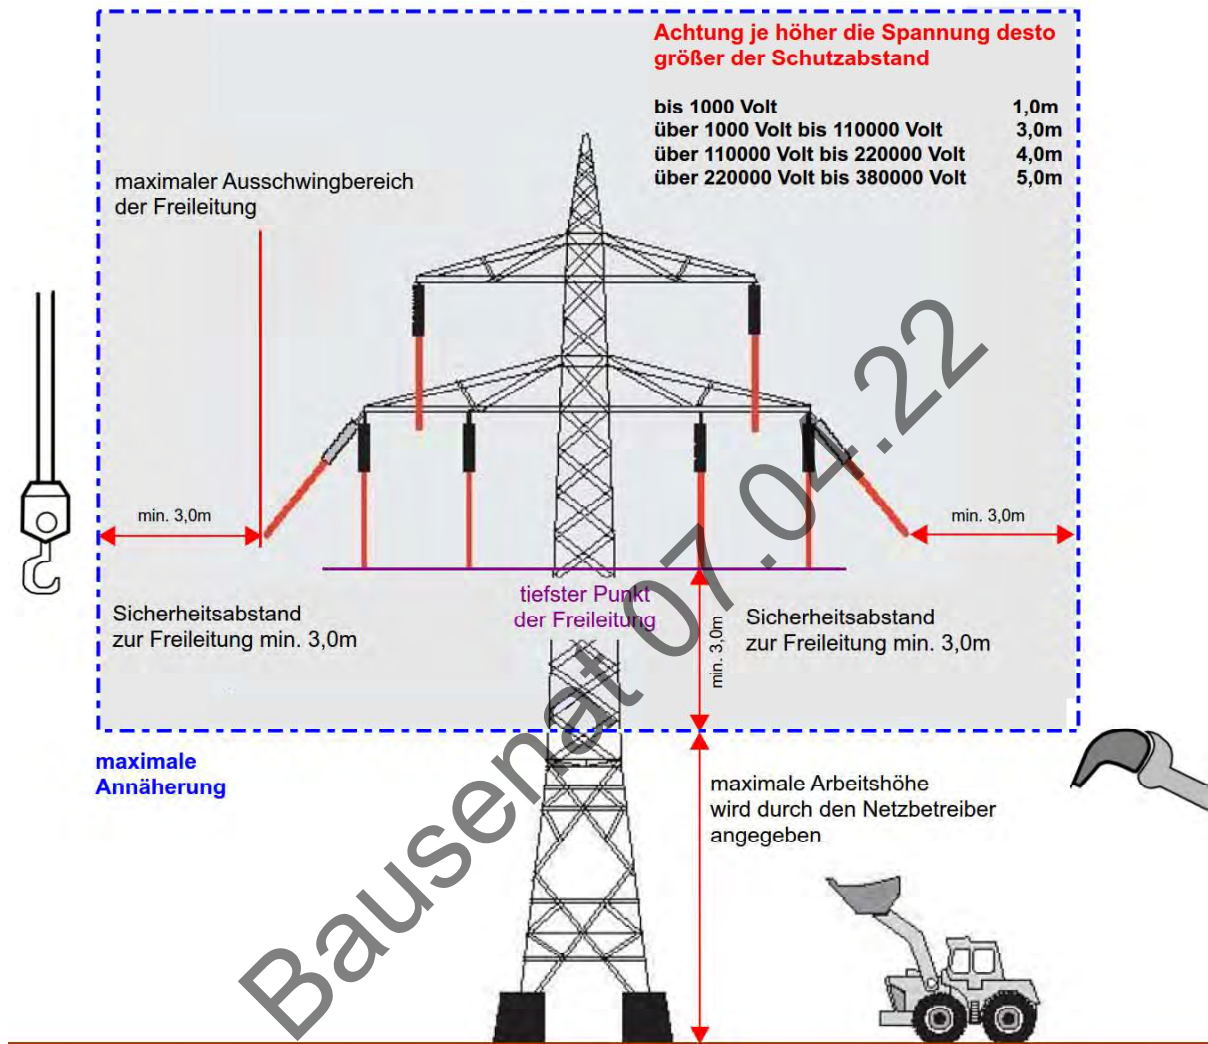 Achtung je höher die Spannung desto
größer der Schutzabstand
bis 1000 Volt 1,0m
über 1000 Volt bis 110000 Volt 3,0m
über 110000 Volt bis 220000 Volt 4,0m
über 220000 Volt bis 380000 Volt 5,0m
maximaler Ausschwingbereich
der Freileitung
min. 3,0m
min. 3,0m
tiefster Punkt
der Freileitung
Sicherheitsabstand
zur Freileitung min. 3,0m
min. 3,0m
Sicherheitsabstand
zur Freileitung min. 3,0m
maximale
Annäherung
maximale Arbeitshöhe
wird durch den Netzbetreiber
angegeben
Bausenat 07.04.22